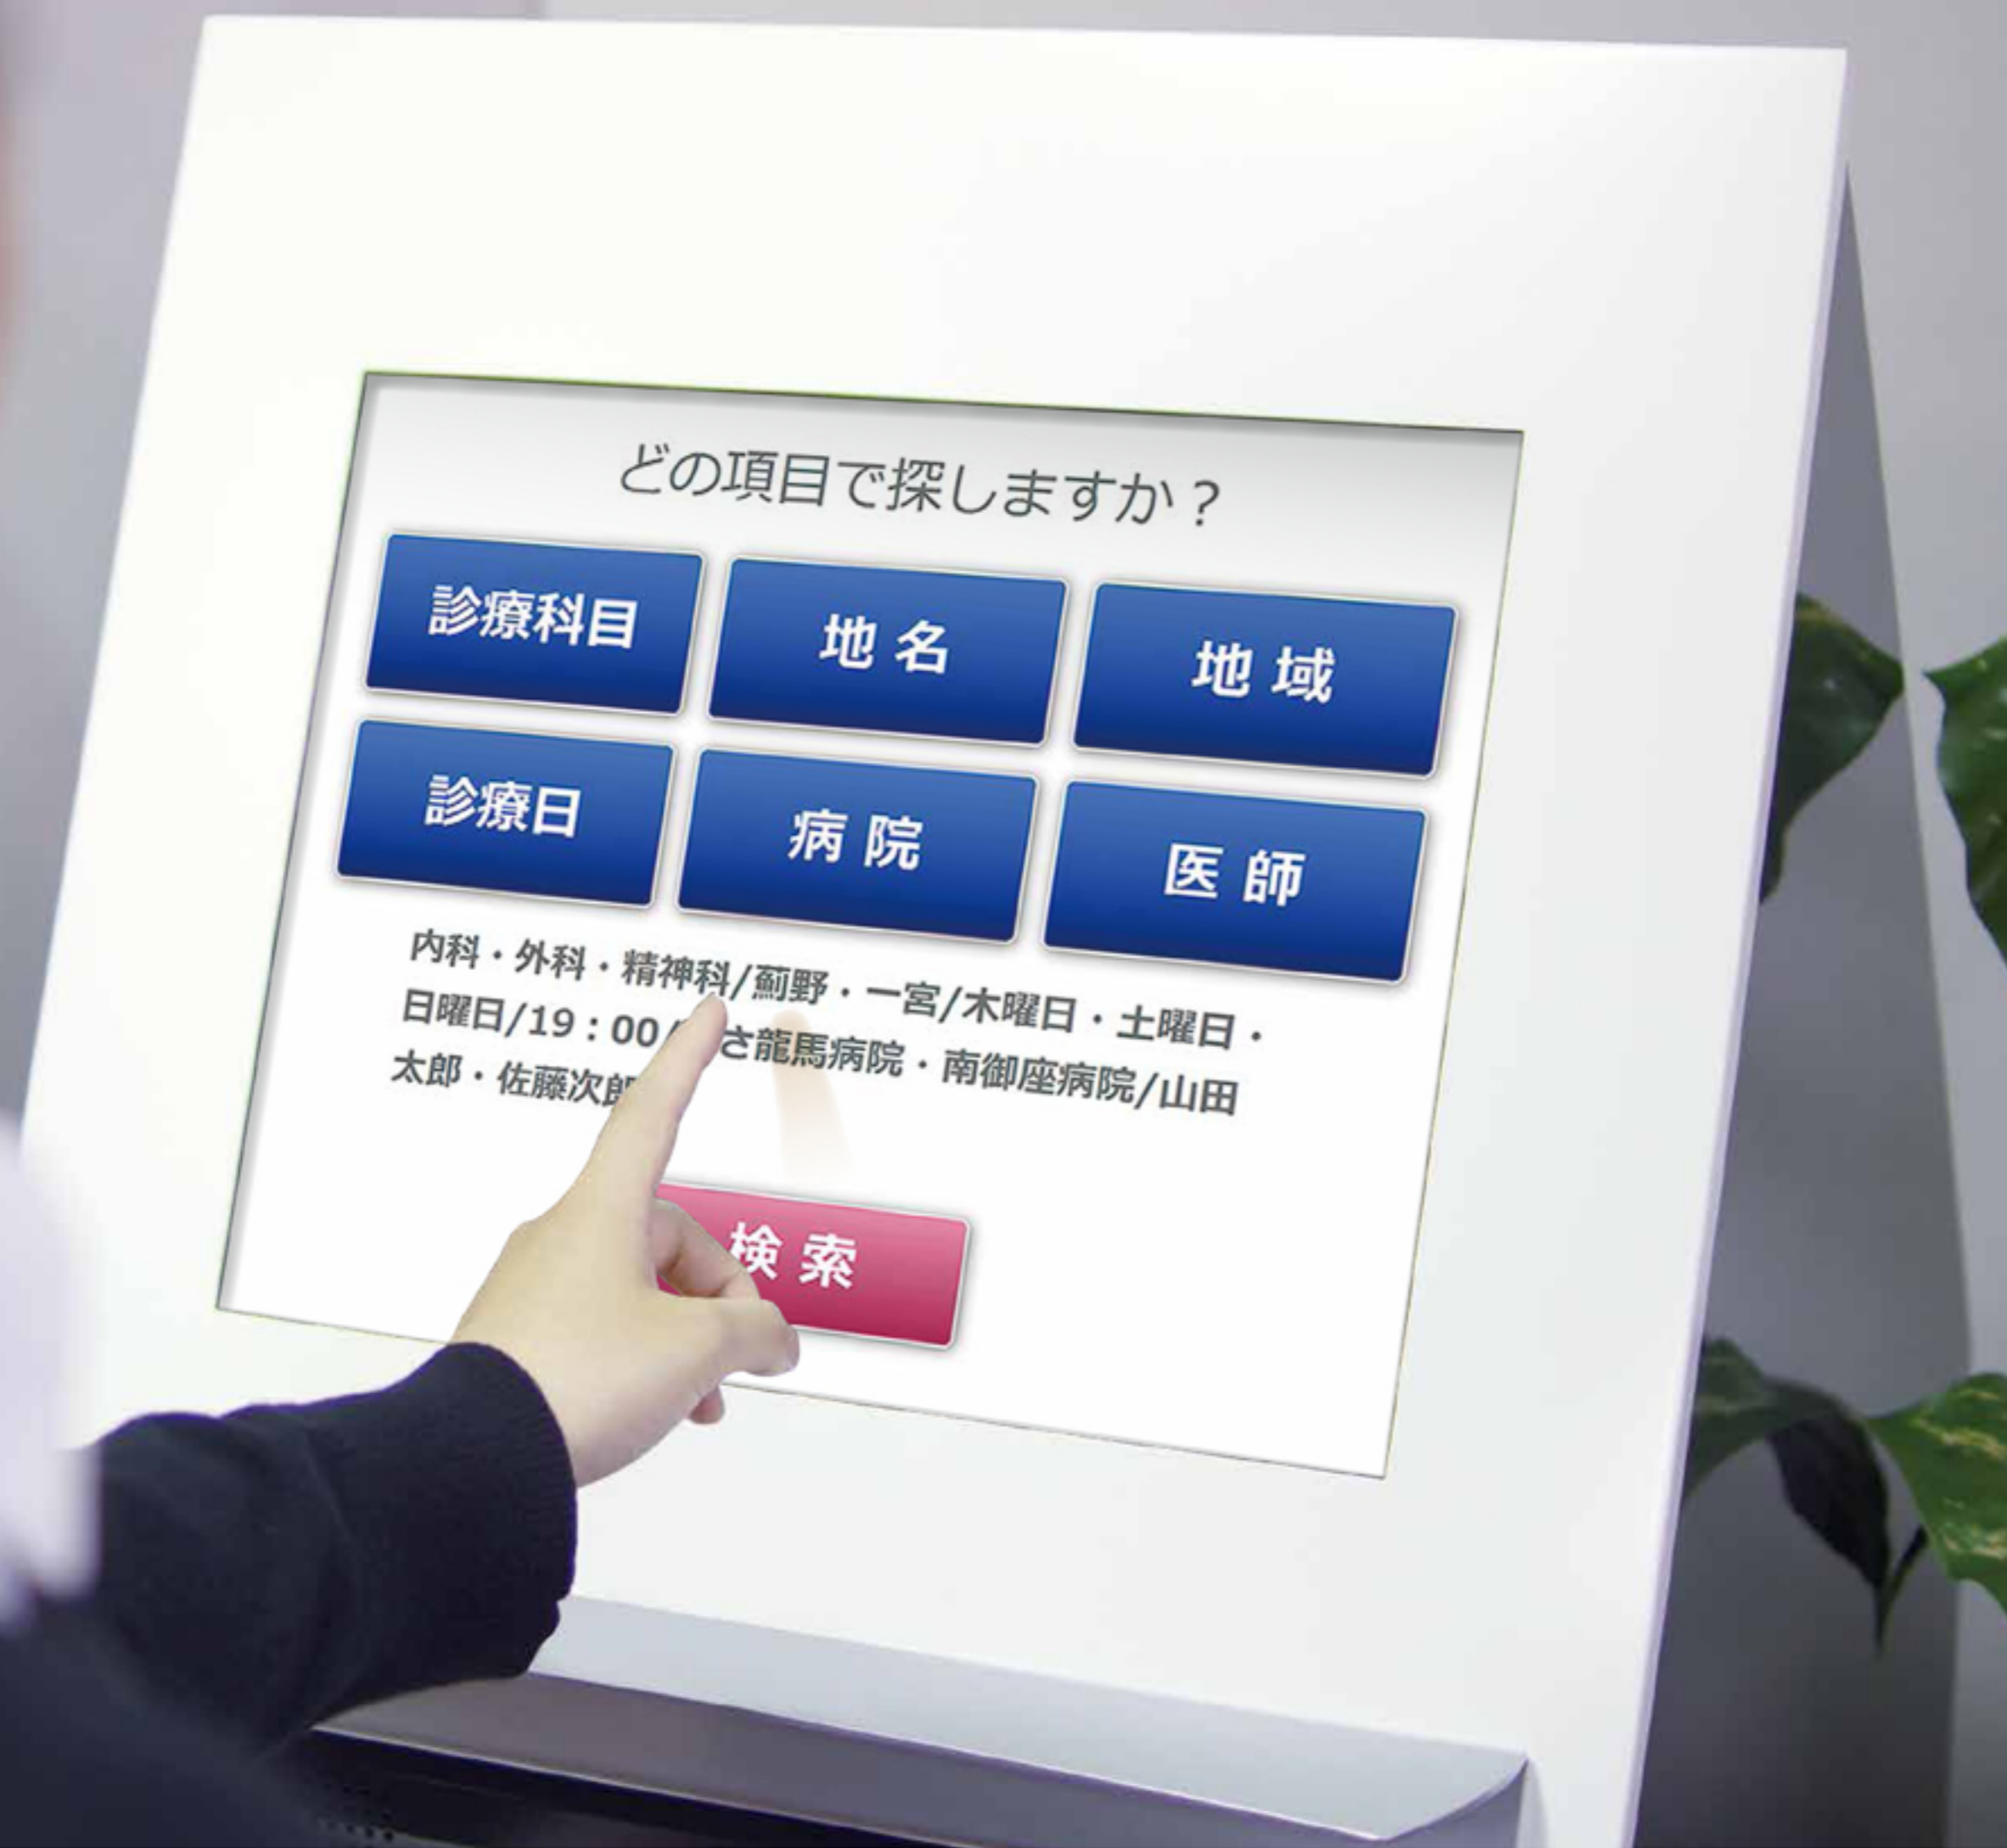 どの項目で探しますか？
診療科目
地名
地域
診療日
病院
医師
内科・外科・精神科/薊野・一宮/木曜日・土曜日・
日曜日/19：00/さ龍馬病院・南御座病院/山田
太郎・佐藤次郎
検索